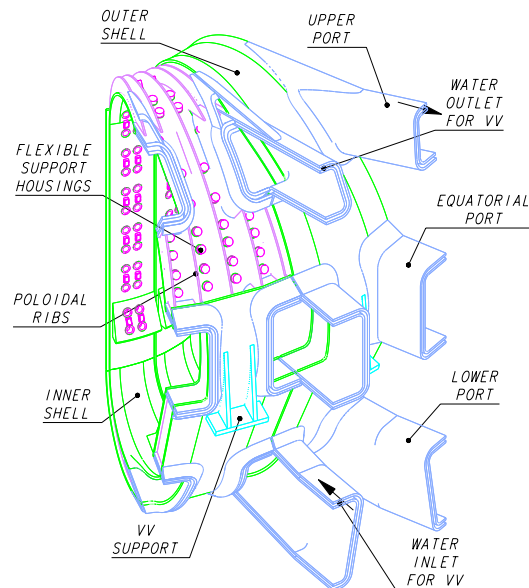 OUTER
SHELL
UPPER
PORT
WATER
OUTLET
FOR VV
FLEXIBLE
SUPPORT
HOUSINGS
EQUATORIAL
PORT
POLOIDAL
RIBS
INNER
SHELL
LOWER
PORT
VV
SUPPORT
WATER
INLET
FOR VV